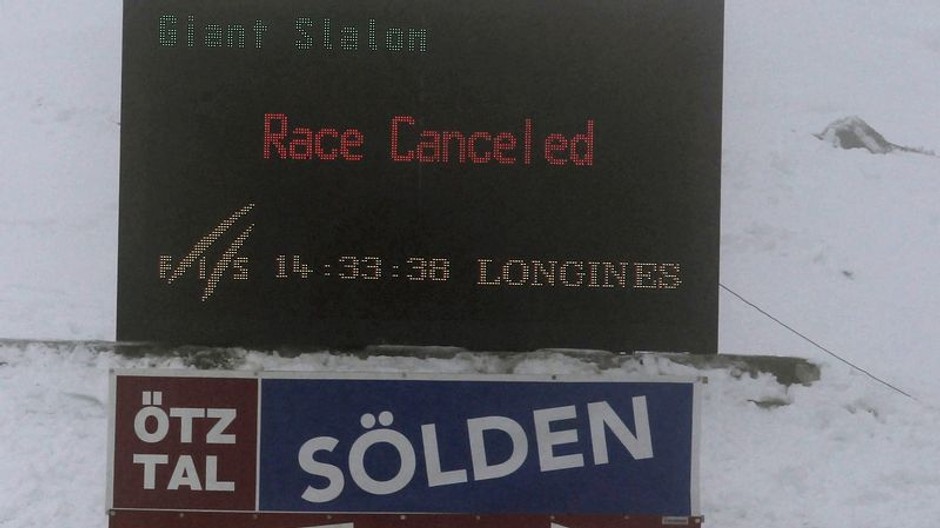 Giant Slalom
Race Canceled
FIS 14:33:38 LONGINES
ÖTZ
TAL
SÖLDEN